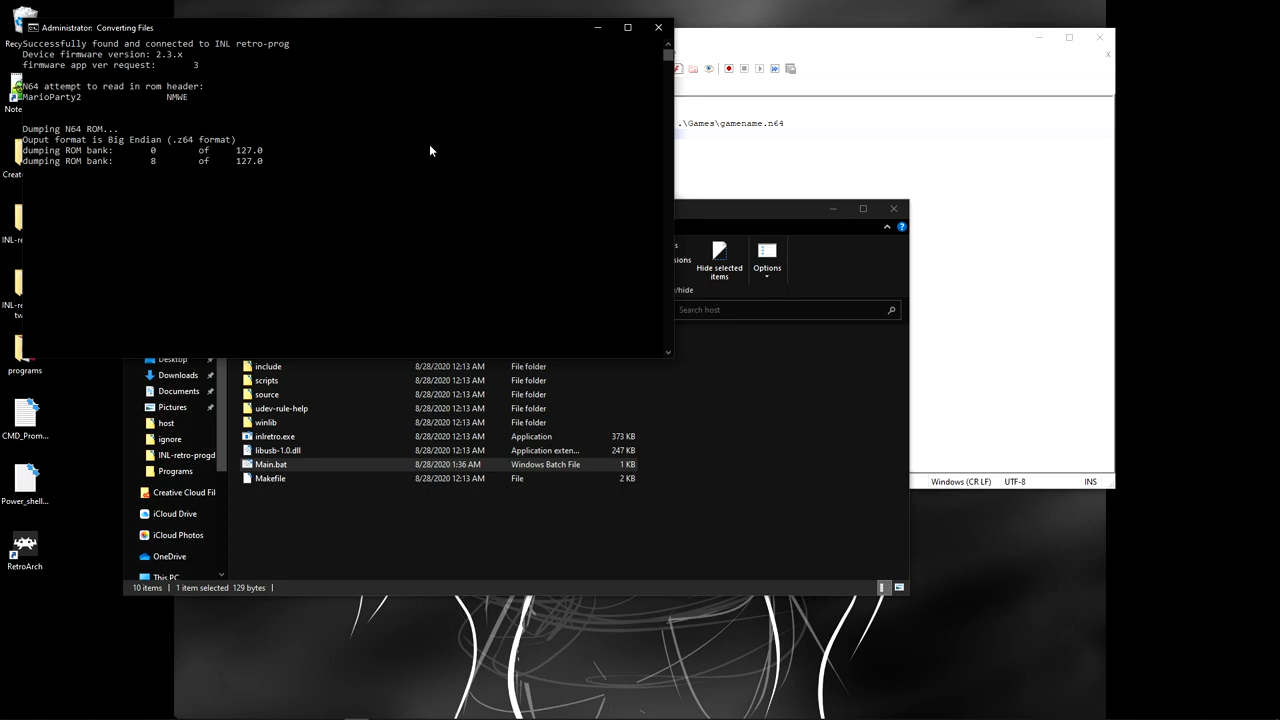 Administrator: Converting Files
Successfully found and connected to INL retro-prog
Device firmware version: 2.3.x
firmware app ver request: 3
N64 attempt to read in rom header:
MarioParty2 NMWE
Dumping N64 ROM...
Ouput format is Big Endian (.z64 format)
dumping ROM bank: 0 of 127.0
dumping ROM bank: 8 of 127.0
.\Games\gamename.n64
Hide selected
items
Options
/hide
Search host
Desktop
Downloads
Documents
Pictures
host
ignore
INL-retro-progd
Programs
Creative Cloud Fil
iCloud Drive
iCloud Photos
OneDrive
This PC
include 8/28/2020 12:13 AM File folder
scripts 8/28/2020 12:13 AM File folder
source 8/28/2020 12:13 AM File folder
udev-rule-help 8/28/2020 12:13 AM File folder
winlib 8/28/2020 12:13 AM File folder
inlretro.exe 8/28/2020 12:13 AM Application 373 KB
libusb-1.0.dll 8/28/2020 12:13 AM Application exten... 247 KB
Main.bat 8/28/2020 1:36 AM Windows Batch File 1 KB
Makefile 8/28/2020 12:13 AM File 2 KB
10 items 1 item selected 129 bytes
Windows (CR LF) UTF-8 INS
programs
CMD_Prom...
Power_shell...
RetroArch